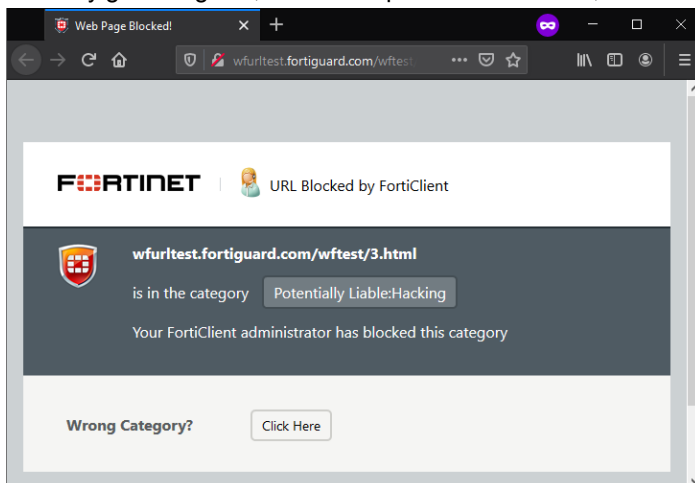 Web Page Blocked!
wfurltest.fortiguard.com/wftest
FORTINET
URL Blocked by FortiClient
wfurltest.fortiguard.com/wftest/3.html
is in the category Potentially Liable:Hacking
Your FortiClient administrator has blocked this category
Wrong Category? Click Here